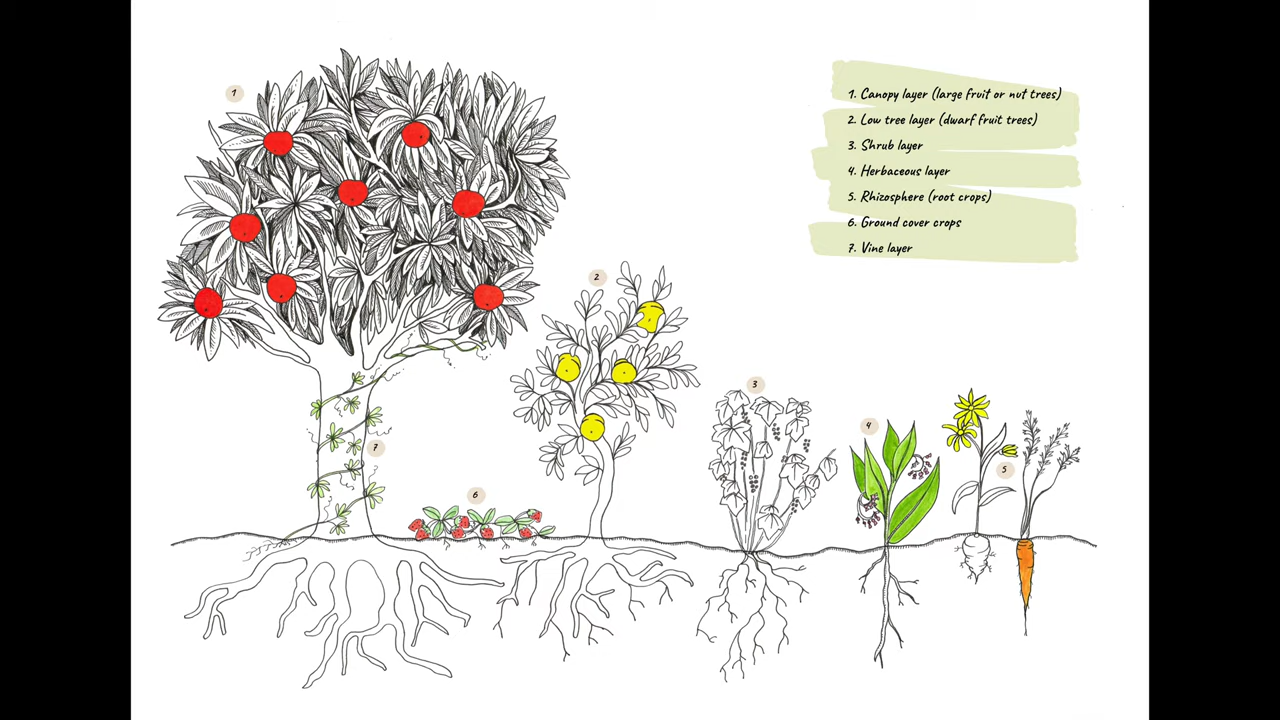 1
1. Canopy layer (large fruit or nut trees)
2. Low tree layer (dwarf fruit trees)
3. Shrub layer
4. Herbaceous layer
5. Rhizosphere (root crops)
6. Ground cover crops
7. Vine layer
2
3
4
7
5
6